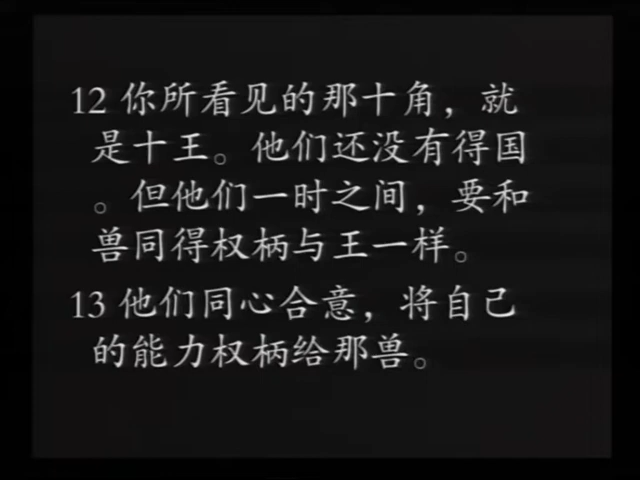 12 你所看见的那十角，就
是十王。他们还没有得国
。但他们一时之间，要和
兽同得权柄与王一样。
13 他们同心合意，将自己
的能力权柄给那兽。